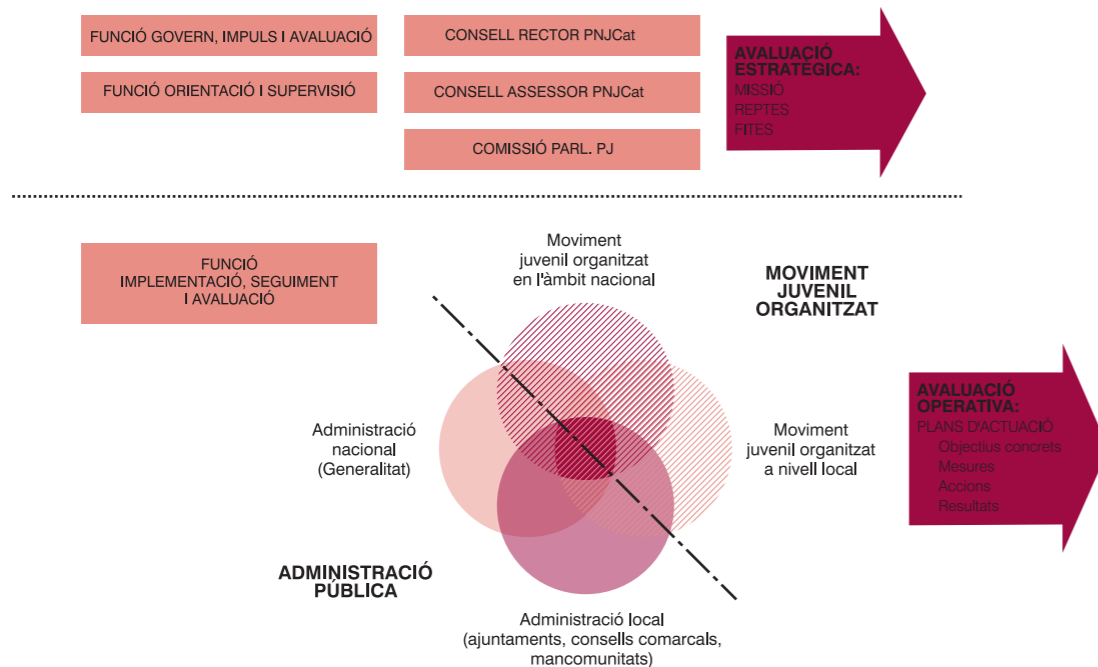 FUNCIÓ GOVERN, IMPULS I AVALUACIÓ
FUNCIÓ ORIENTACIÓ I SUPERVISIÓ
CONSELL RECTOR PNJCat
CONSELL ASSESSOR PNJCat
COMISSIÓ PARL. PJ
AVALUACIÓ
ESTRATÈGICA:
MISSIÓ
REPTES
FITES
FUNCIÓ
IMPLEMENTACIÓ, SEGUIMENT
I AVALUACIÓ
Moviment
juvenil organitzat
en l'àmbit nacional
MOVIMENT
JUVENIL
ORGANITZAT
Administració
nacional
(Generalitat)
Moviment
juvenil organitzat
a nivell local
AVALUACIÓ
OPERATIVA:
PLANS D'ACTUACIÓ
Objectius concrets
Mesures
Accions
Resultats
ADMINISTRACIÓ
PÚBLICA
Administració local
(ajuntaments, consells comarcals,
mancomunitats)